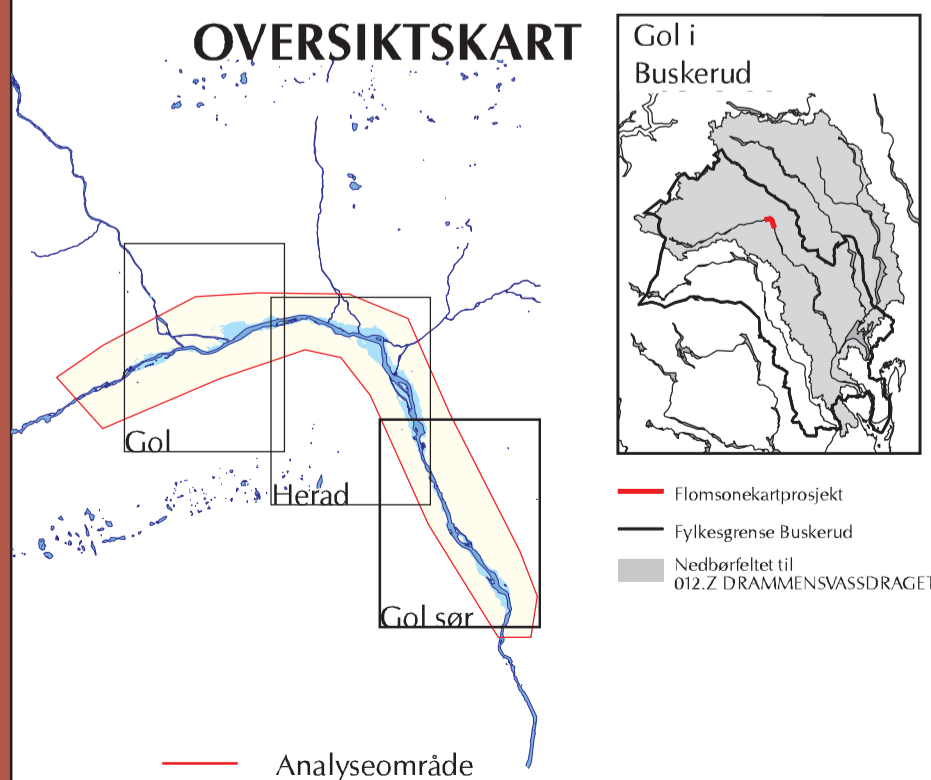 OVERSIKTSKART
Gol i
Buskerud
Gol
Herad
Gol sør
Flomsonekartprosjekt
Fylkesgrense Buskerud
Nedbørfeltet til
012.Z DRAMMENSVASSDRAGET
Analyseområde